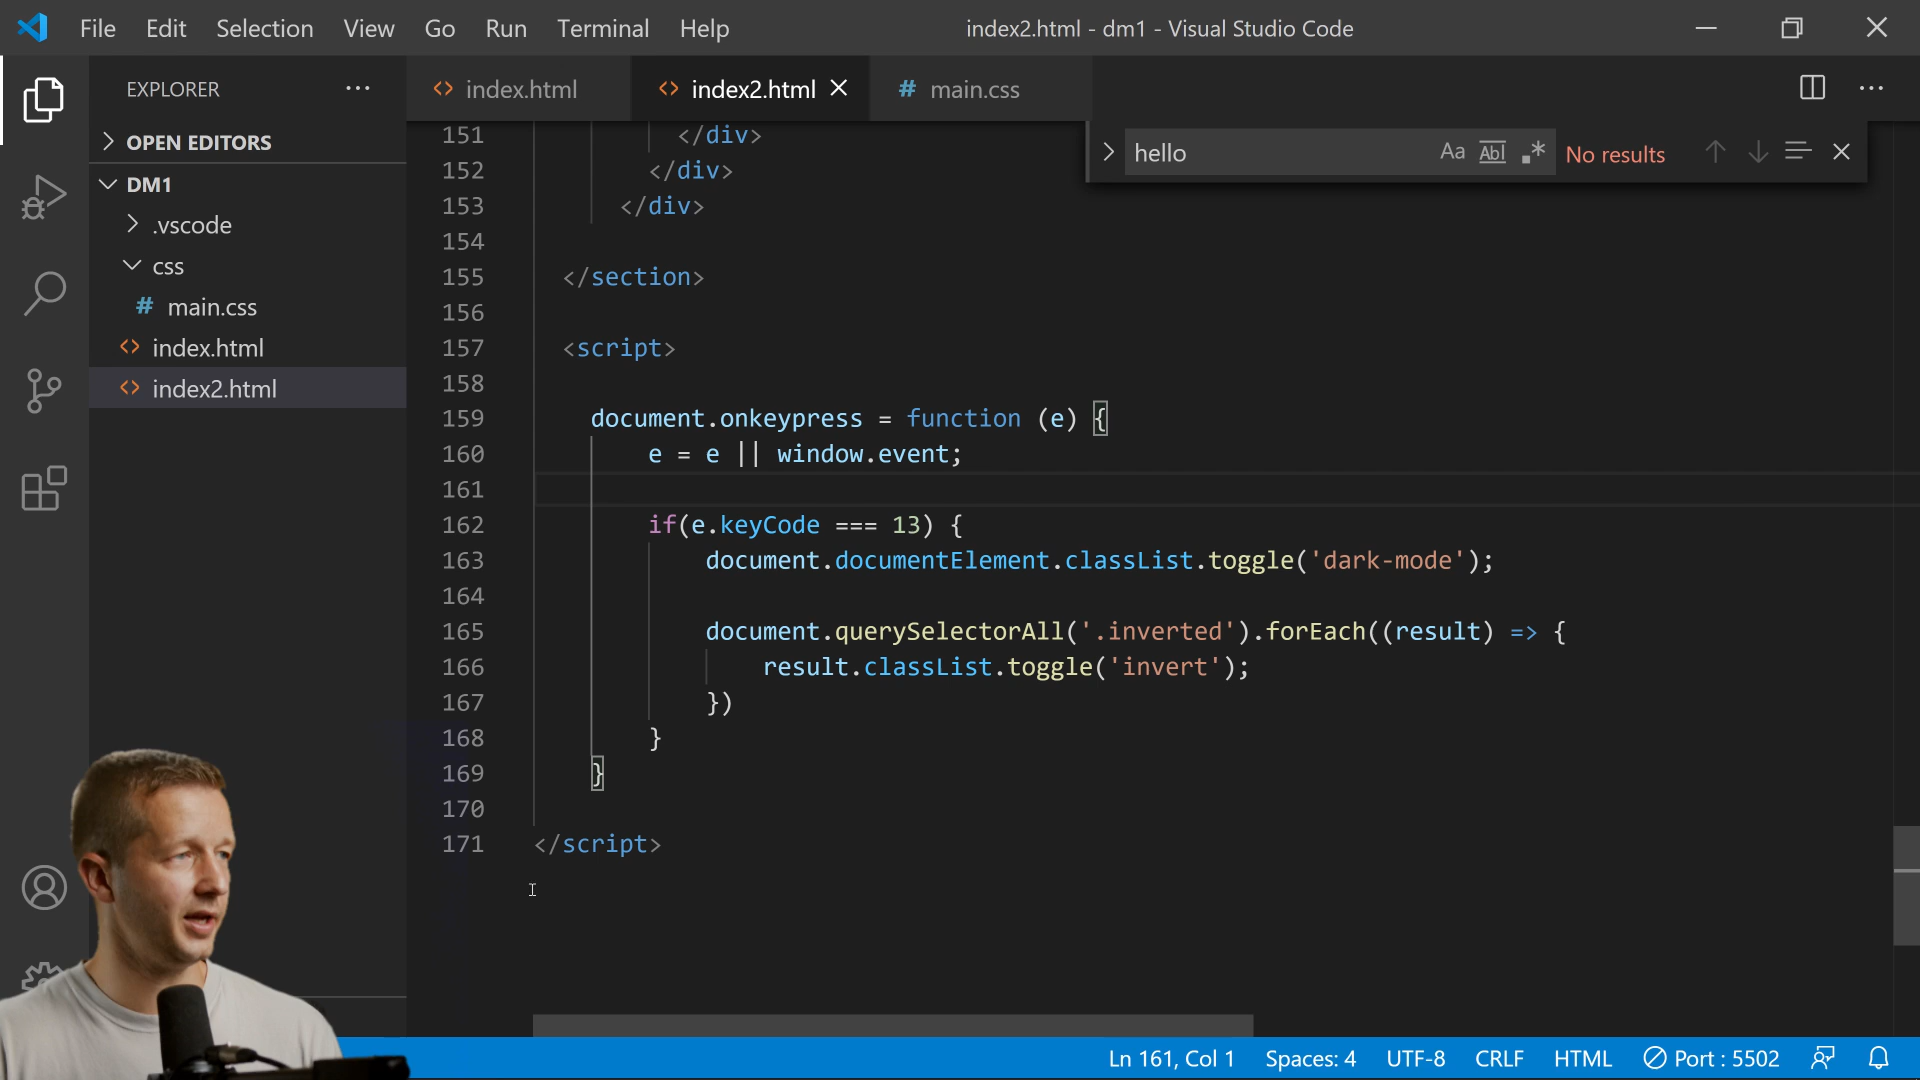 File Edit Selection View Go Run Terminal Help
index2.html - dm1 - Visual Studio Code
EXPLORER
OPEN EDITORS
DM1
.vscode
css
# main.css
index.html
index2.html
index.html
index2.html
# main.css
hello
Aa Abl .* No results
151 </div>
152 </div>
153 </div>
154
155 </section>
156
157 <script>
158
159 document.onkeypress = function (e) {
160 e = e || window.event;
161
162 if(e.keyCode === 13) {
163 document.documentElement.classList.toggle('dark-mode');
164
165 document.querySelectorAll('.inverted').forEach((result) => {
166 result.classList.toggle('invert');
167 })
168 }
169 }
170
171 </script>
Ln 161, Col 1 Spaces: 4 UTF-8 CRLF HTML Port : 5502